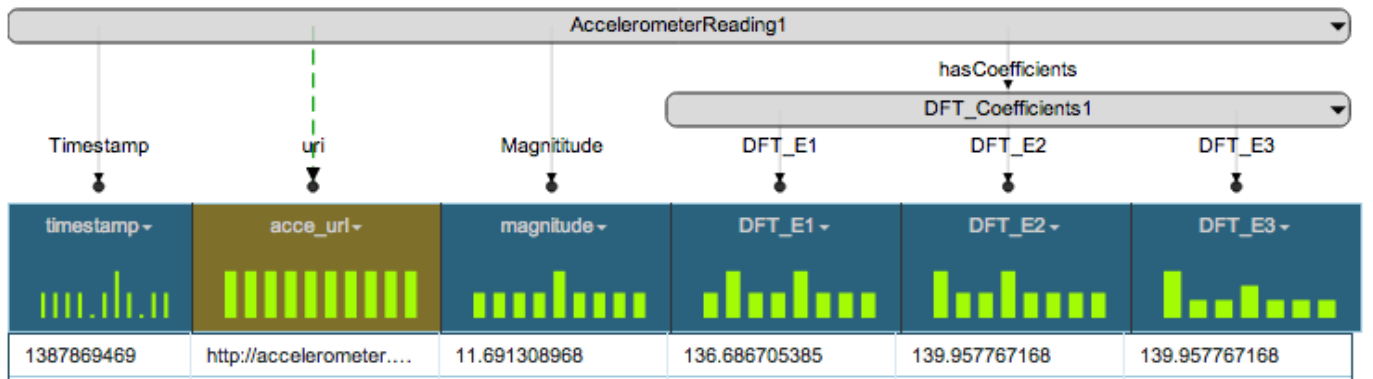 AccelerometerReading1
hasCoefficients
DFT_Coefficients1
Timestamp uri Magnititude DFT_E1 DFT_E2 DFT_E3
timestamp acce_url magnitude DFT_E1 DFT_E2 DFT_E3
1387869469 http://accelerometer.... 11.691308968 136.686705385 139.957767168 139.957767168